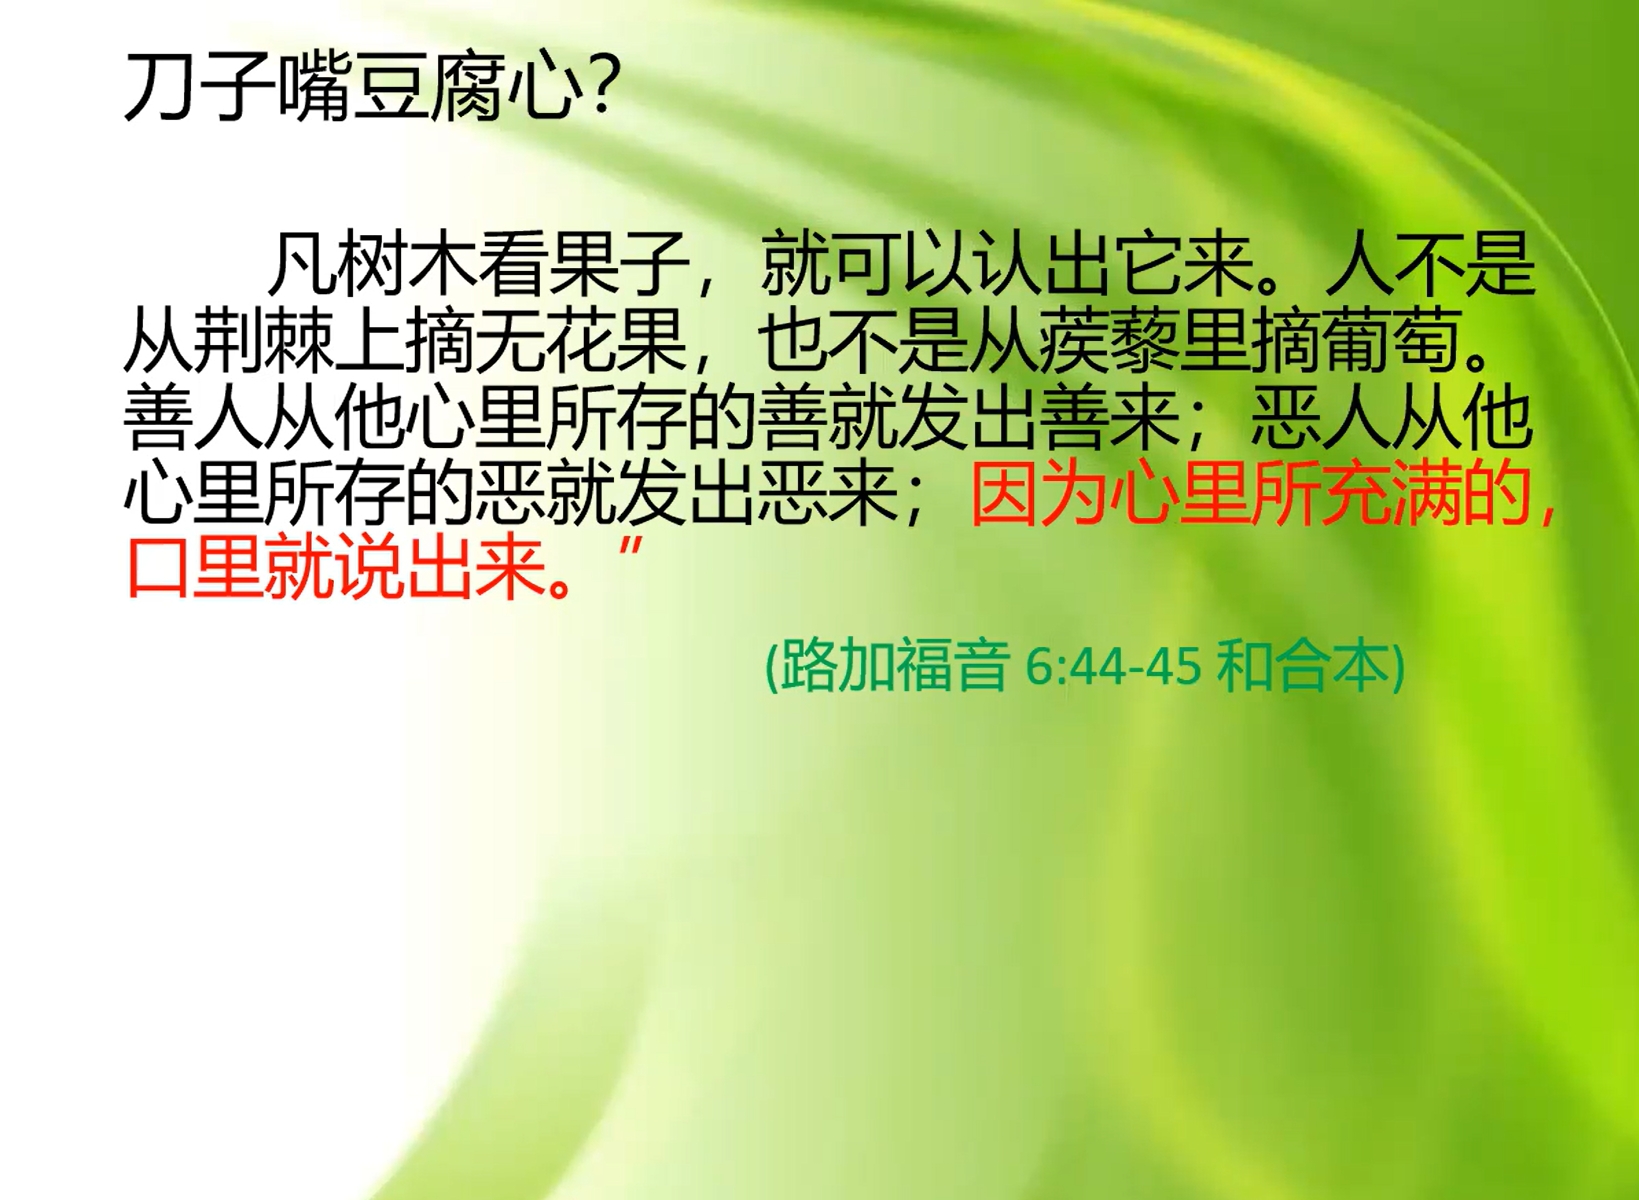 刀子嘴豆腐心？
凡树木看果子，就可以认出它来。人不是
从荆棘上摘无花果，也不是从蒺藜里摘葡萄。
善人从他心里所存的善就发出善来；恶人从他
心里所存的恶就发出恶来；因为心里所充满的，
口里就说出来。”
(路加福音 6:44-45 和合本)